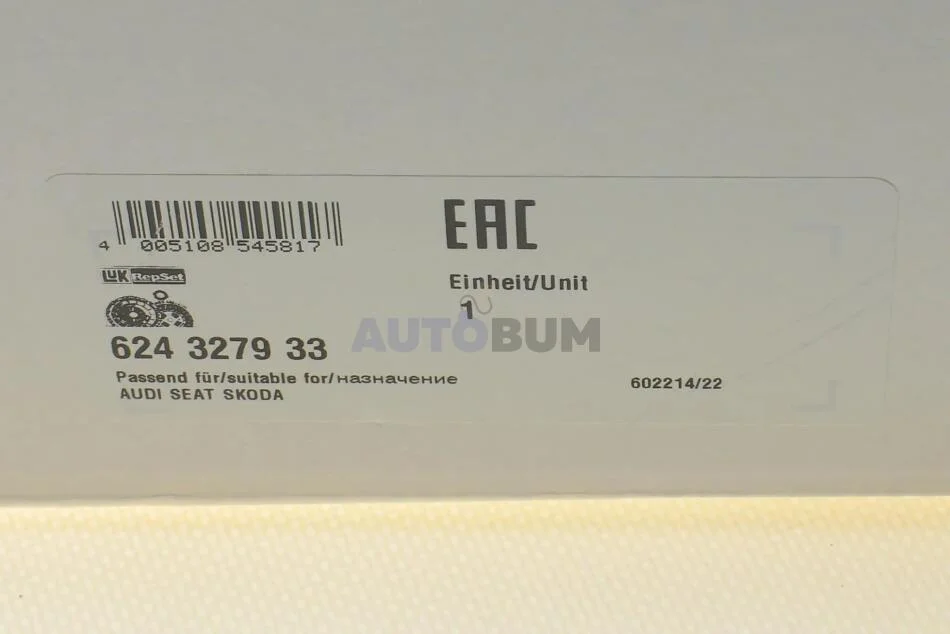 EAC
4 005108 545817
LUK RepSet
Einheit/Unit
1
AUTOBUM
624 3279 33
Passend für/suitable for/назначение
602214/22
AUDI SEAT SKODA